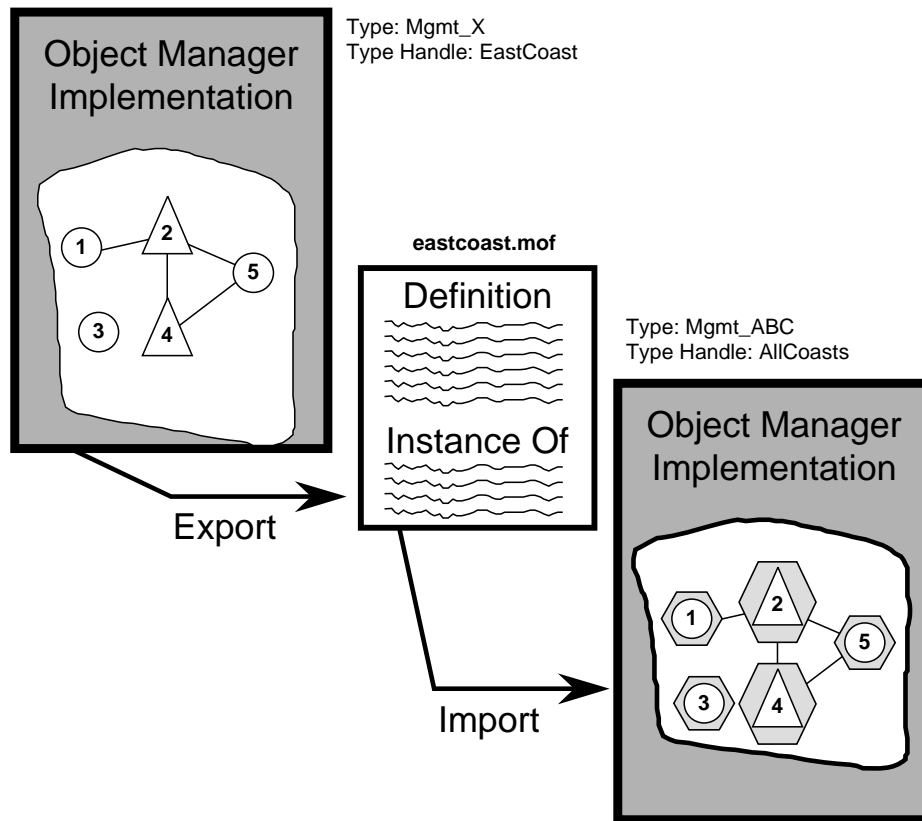 Object Manager
Implementation
Type: Mgmt_X
Type Handle: EastCoast
1
2
5
3
4
eastcoast.mof
Definition
Instance Of
Export
Type: Mgmt_ABC
Type Handle: AllCoasts
Object Manager
Implementation
1
2
5
3
4
Import